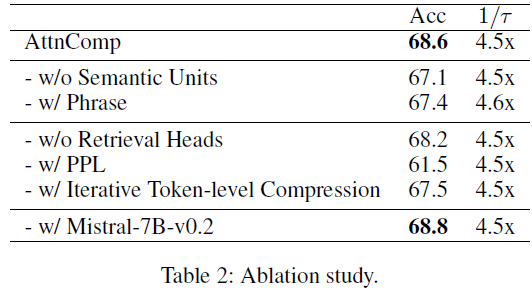 Acc 1/τ
AttnComp 68.6 4.5x
- w/o Semantic Units 67.1 4.5x
- w/ Phrase 67.4 4.6x
- w/o Retrieval Heads 68.2 4.5x
- w/ PPL 61.5 4.5x
- w/ Iterative Token-level Compression 67.5 4.5x
- w/ Mistral-7B-v0.2 68.8 4.5x
Table 2: Ablation study.